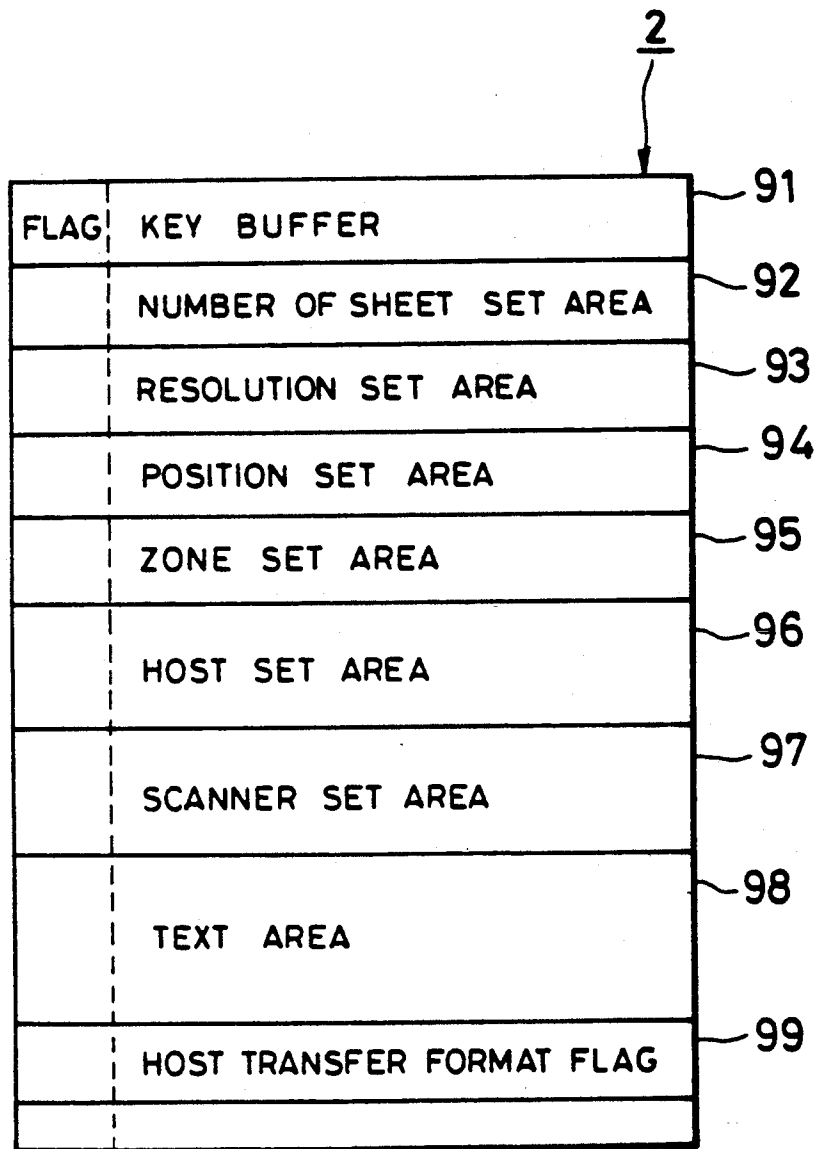 2
FLAG KEY BUFFER 91
NUMBER OF SHEET SET AREA 92
RESOLUTION SET AREA 93
POSITION SET AREA 94
ZONE SET AREA 95
HOST SET AREA 96
SCANNER SET AREA 97
TEXT AREA 98
HOST TRANSFER FORMAT FLAG 99